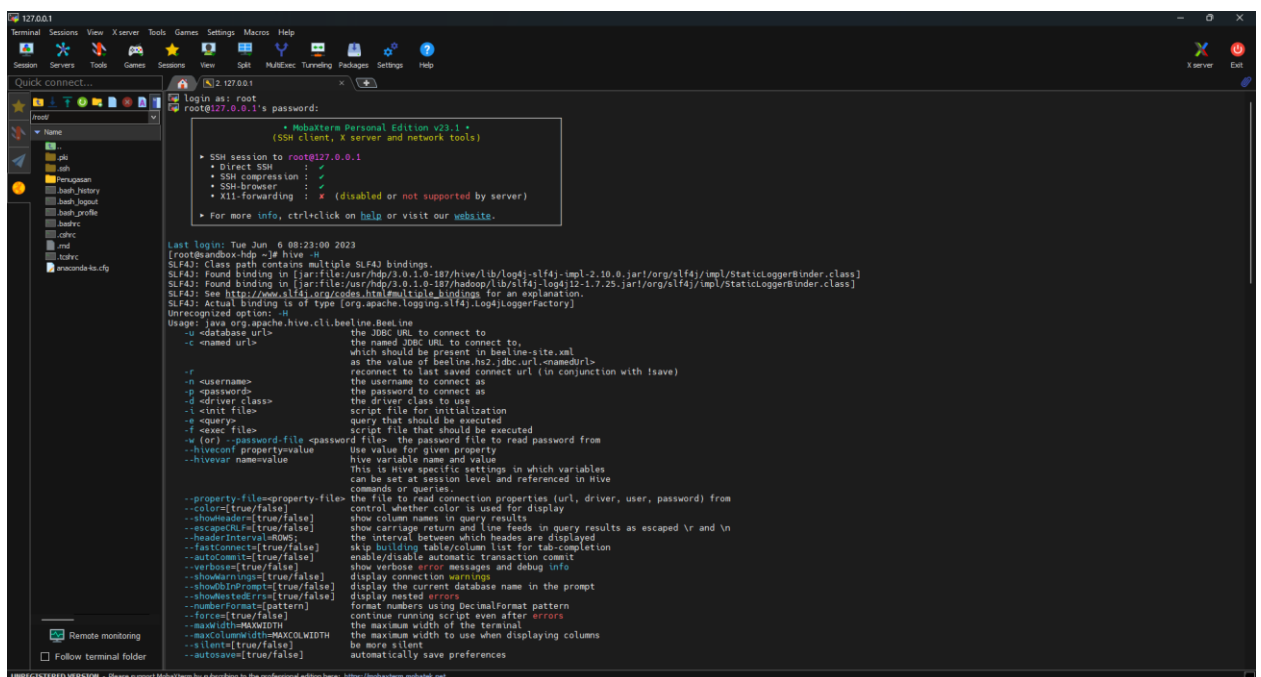 127.0.0.1
Terminal Sessions View X server Tools Games Settings Macros Help
Session Servers Tools Games Sessions View Split MultiExec Tunneling Packages Settings Help X server Exit
Quick connect...
2. 127.0.0.1
/root/
Name
..
.pki
.ssh
Penugasan
.bash_history
.bash_logout
.bash_profile
.bashrc
.cshrc
.rnd
.tcshrc
anaconda-ks.cfg
Remote monitoring
Follow terminal folder
login as: root
root@127.0.0.1's password:
• MobaXterm Personal Edition v23.1 •
(SSH client, X server and network tools)
► SSH session to root@127.0.0.1
• Direct SSH : ✔
• SSH compression : ✔
• SSH-browser : ✔
• X11-forwarding : ✘ (disabled or not supported by server)
► For more info, ctrl+click on help or visit our website.
Last login: Tue Jun 6 08:23:00 2023
[root@sandbox-hdp ~]# hive -H
SLF4J: Class path contains multiple SLF4J bindings.
SLF4J: Found binding in [jar:file:/usr/hdp/3.0.1.0-187/hive/lib/log4j-slf4j-impl-2.10.0.jar!/org/slf4j/impl/StaticLoggerBinder.class]
SLF4J: Found binding in [jar:file:/usr/hdp/3.0.1.0-187/hadoop/lib/slf4j-log4j12-1.7.25.jar!/org/slf4j/impl/StaticLoggerBinder.class]
SLF4J: See http://www.slf4j.org/codes.html#multiple_bindings for an explanation.
SLF4J: Actual binding is of type [org.apache.logging.slf4j.Log4jLoggerFactory]
Unrecognized option: -H
Usage: java org.apache.hive.cli.beeline.BeeLine
-u <database url> the JDBC URL to connect to
-c <named url> the named JDBC URL to connect to,
which should be present in beeline-site.xml
as the value of beeline.hs2.jdbc.url.<namedUrl>
-r reconnect to last saved connect url (in conjunction with !save)
-n <username> the username to connect as
-p <password> the password to connect as
-d <driver class> the driver class to use
-i <init file> script file for initialization
-e <query> query that should be executed
-f <exec file> script file that should be executed
-w (or) --password-file <password file> the password file to read password from
--hiveconf property=value Use value for given property
--hivevar name=value hive variable name and value
This is Hive specific settings in which variables
can be set at session level and referenced in Hive
commands or queries.
--property-file=<property-file> the file to read connection properties (url, driver, user, password) from
--color=[true/false] control whether color is used for display
--showHeader=[true/false] show column names in query results
--escapeCRLF=[true/false] show carriage return and line feeds in query results as escaped \r and \n
--headerInterval=ROWS; the interval between which heades are displayed
--fastConnect=[true/false] skip building table/column list for tab-completion
--autoCommit=[true/false] enable/disable automatic transaction commit
--verbose=[true/false] show verbose error messages and debug info
--showWarnings=[true/false] display connection warnings
--showDbInPrompt=[true/false] display the current database name in the prompt
--showNestedErrs=[true/false] display nested errors
--numberFormat=[pattern] format numbers using DecimalFormat pattern
--force=[true/false] continue running script even after errors
--maxWidth=MAXWIDTH the maximum width of the terminal
--maxColumnWidth=MAXCOLWIDTH the maximum width to use when displaying columns
--silent=[true/false] be more silent
--autosave=[true/false] automatically save preferences
UNREGISTERED VERSION - Please support MobaXterm by subscribing to the professional edition here: https://mobaxterm.mobatek.net